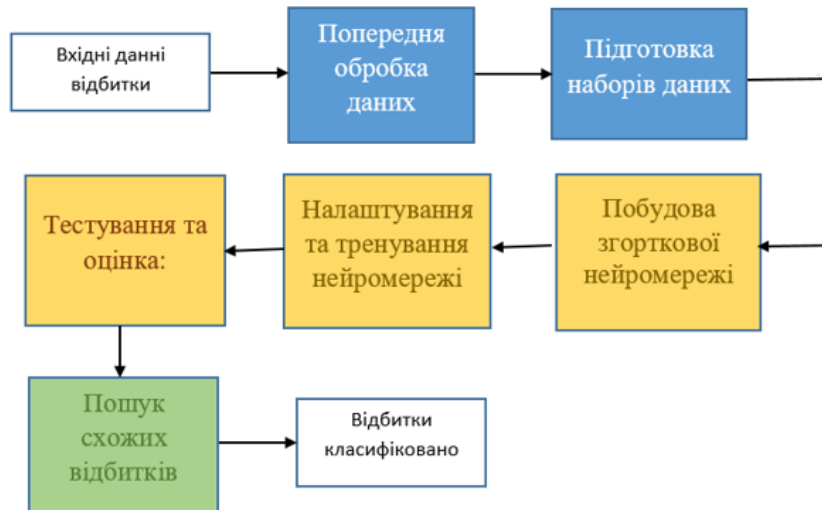 Вхідні данні
відбитки
Попередня
обробка
даних
Підготовка
наборів даних
Тестування та
оцінка:
Налаштування
та тренування
нейромережі
Побудова
згорткової
нейромережі
Пошук
схожих
відбитків
Відбитки
класифіковано